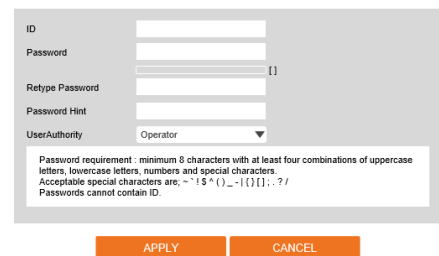 ID
Password
[ ]
Retype Password
Password Hint
UserAuthority Operator
Password requirement : minimum 8 characters with at least four combinations of uppercase
letters, lowercase letters, numbers and special characters.
Acceptable special characters are; ~ ` ! $ ^ ( ) _ - | { } [ ] ; . ? /
Passwords cannot contain ID.
APPLY CANCEL